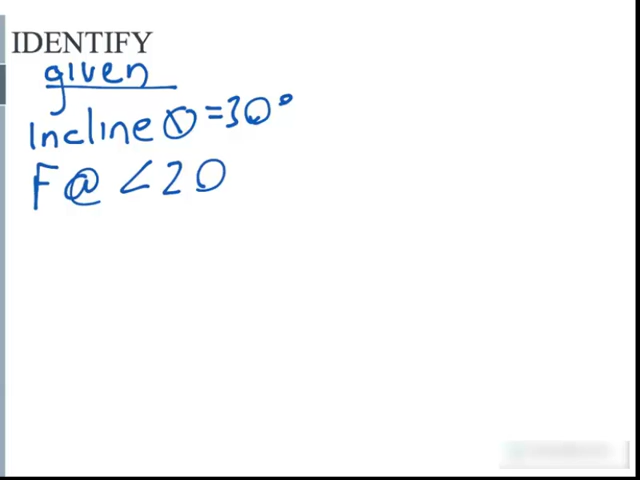 IDENTIFY
given
Incline θ =30°
F @ <20